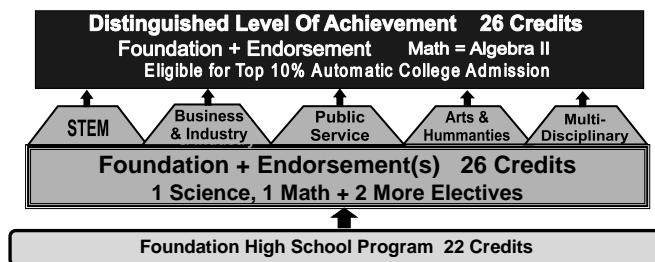 Distinguished Level Of Achievement 26 Credits
Foundation + Endorsement Math = Algebra II
Eligible for Top 10% Automatic College Admission
STEM
Business
& Industry
Public
Service
Arts &
Hummanties
Multi-
Disciplinary
Foundation + Endorsement(s) 26 Credits
1 Science, 1 Math + 2 More Electives
Foundation High School Program 22 Credits